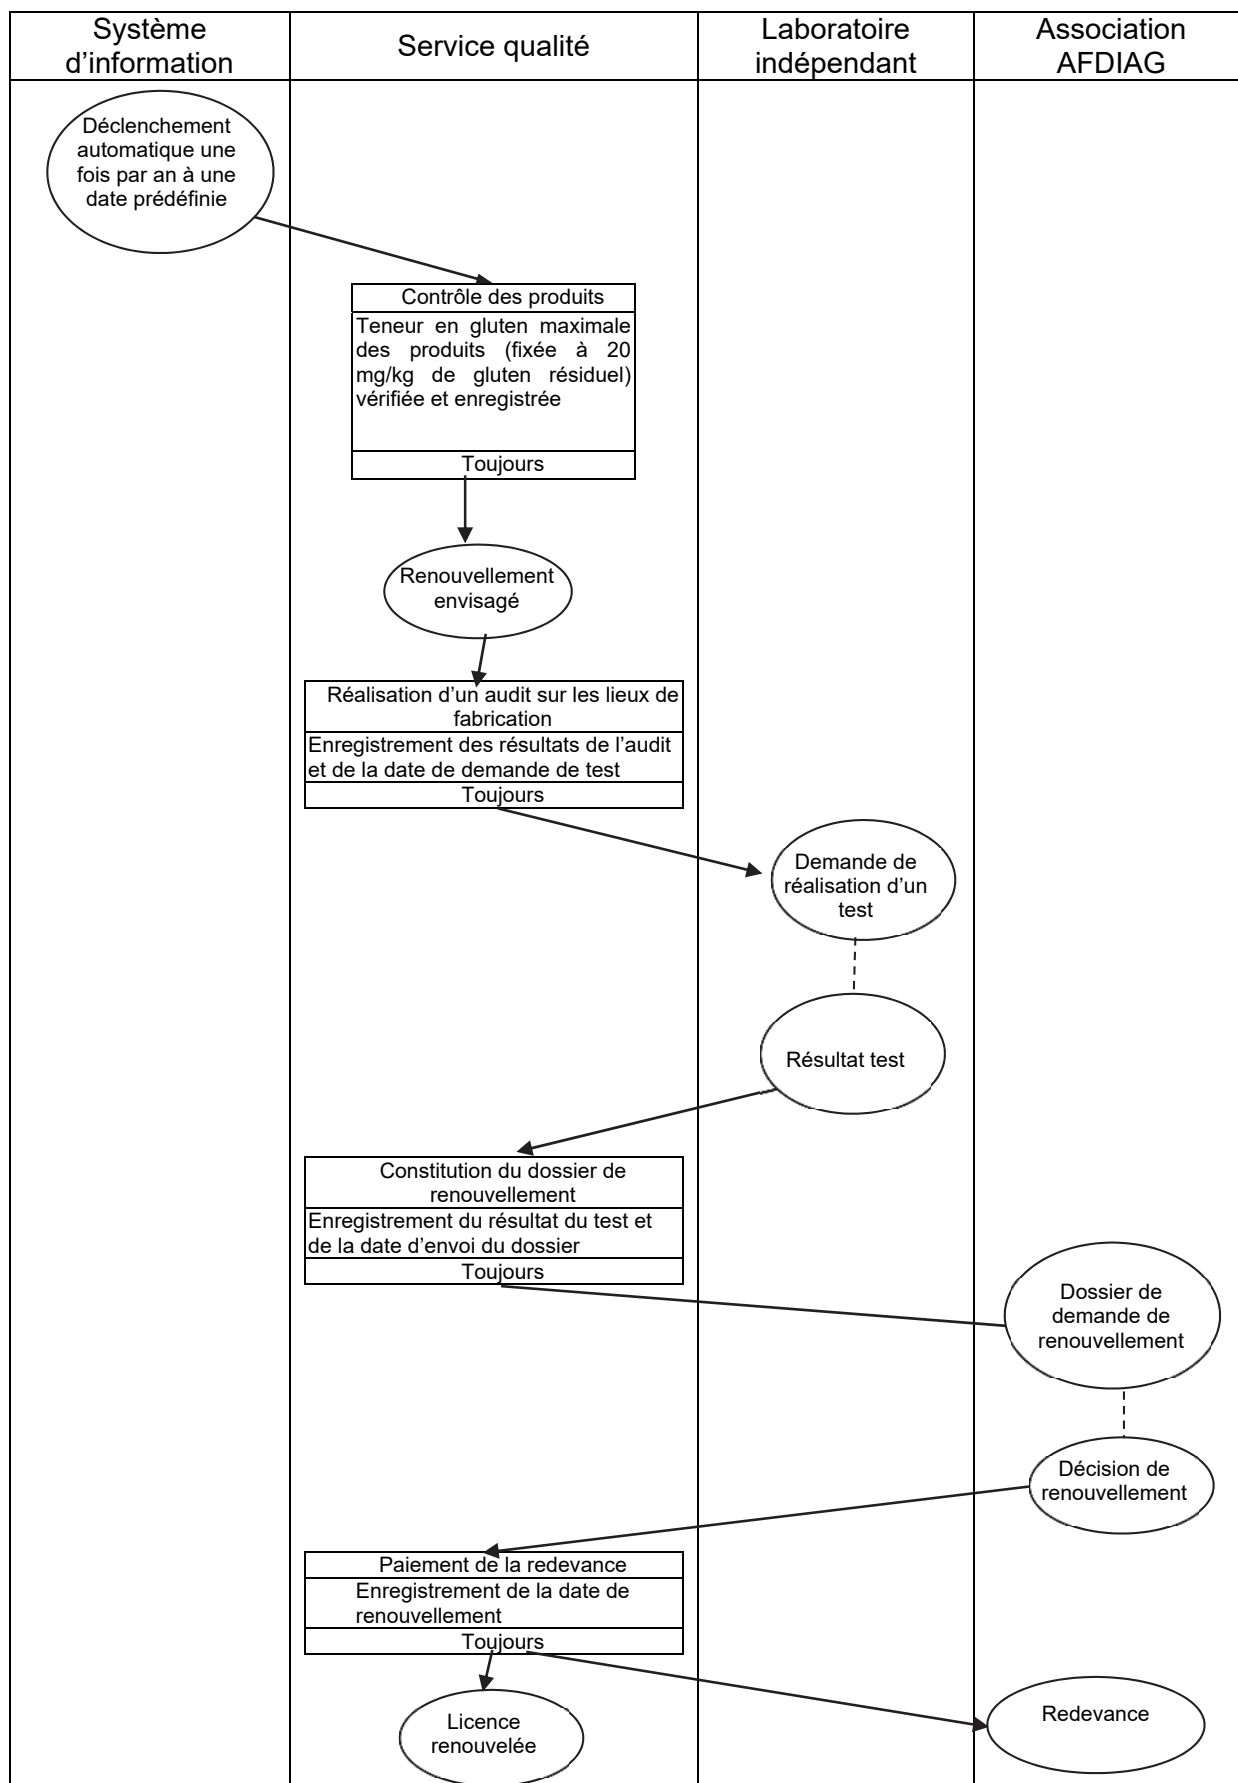 Système
d’information
Service qualité
Laboratoire
indépendant
Association
AFDIAG
Déclenchement
automatique une
fois par an à une
date prédéfinie
Contrôle des produits
Teneur en gluten maximale
des produits (fixée à 20
mg/kg de gluten résiduel)
vérifiée et enregistrée
Toujours
Renouvellement
envisagé
Réalisation d’un audit sur les lieux de
fabrication
Enregistrement des résultats de l’audit
et de la date de demande de test
Toujours
Demande de
réalisation d’un
test
Résultat test
Constitution du dossier de
renouvellement
Enregistrement du résultat du test et
de la date d’envoi du dossier
Toujours
Dossier de
demande de
renouvellement
Décision de
renouvellement
Paiement de la redevance
Enregistrement de la date de
renouvellement
Toujours
Licence
renouvelée
Redevance